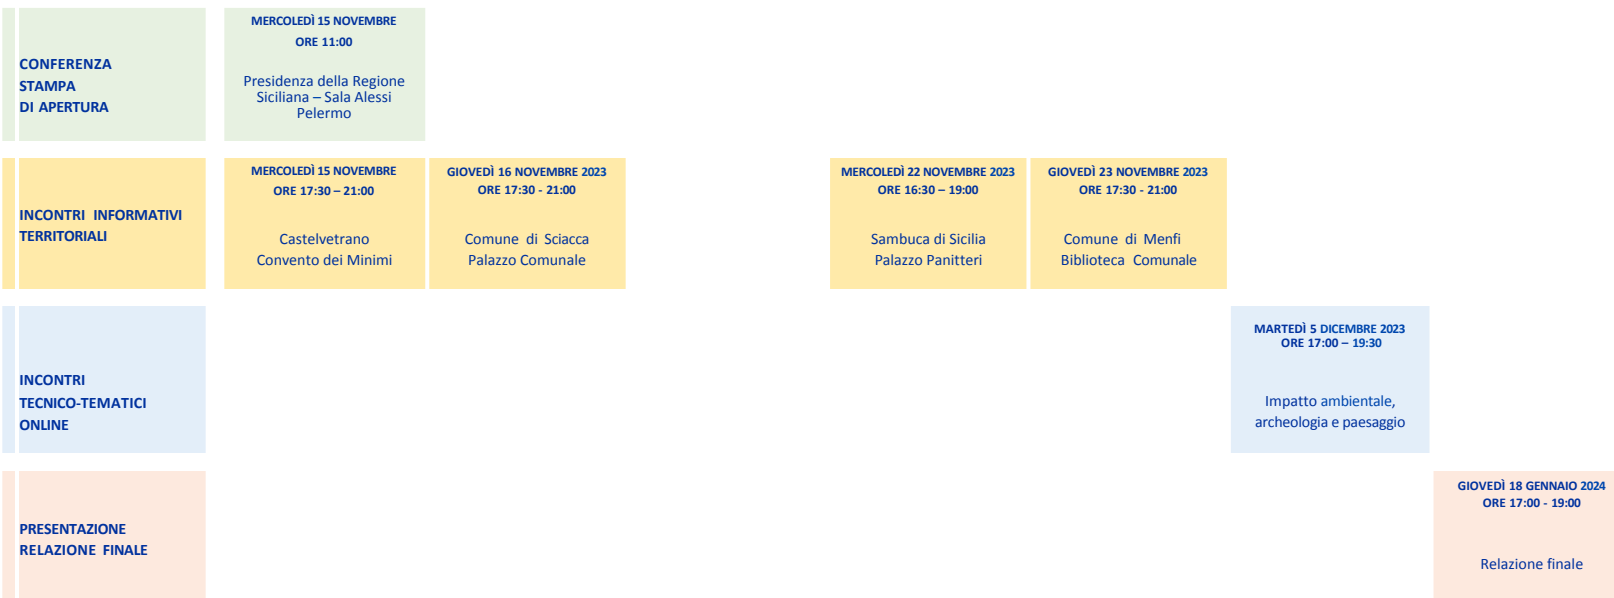 CONFERENZA
STAMPA
DI APERTURA
MERCOLEDÌ 15 NOVEMBRE
ORE 11:00
Presidenza della Regione
Siciliana – Sala Alessi
Pelermo
INCONTRI INFORMATIVI
TERRITORIALI
MERCOLEDÌ 15 NOVEMBRE
ORE 17:30 – 21:00
Castelvetrano
Convento dei Minimi
GIOVEDÌ 16 NOVEMBRE 2023
ORE 17:30 - 21:00
Comune di Sciacca
Palazzo Comunale
MERCOLEDÌ 22 NOVEMBRE 2023
ORE 16:30 – 19:00
Sambuca di Sicilia
Palazzo Panitteri
GIOVEDÌ 23 NOVEMBRE 2023
ORE 17:30 - 21:00
Comune di Menfi
Biblioteca Comunale
INCONTRI
TECNICO-TEMATICI
ONLINE
MARTEDÌ 5 DICEMBRE 2023
ORE 17:00 – 19:30
Impatto ambientale,
archeologia e paesaggio
PRESENTAZIONE
RELAZIONE FINALE
GIOVEDÌ 18 GENNAIO 2024
ORE 17:00 - 19:00
Relazione finale